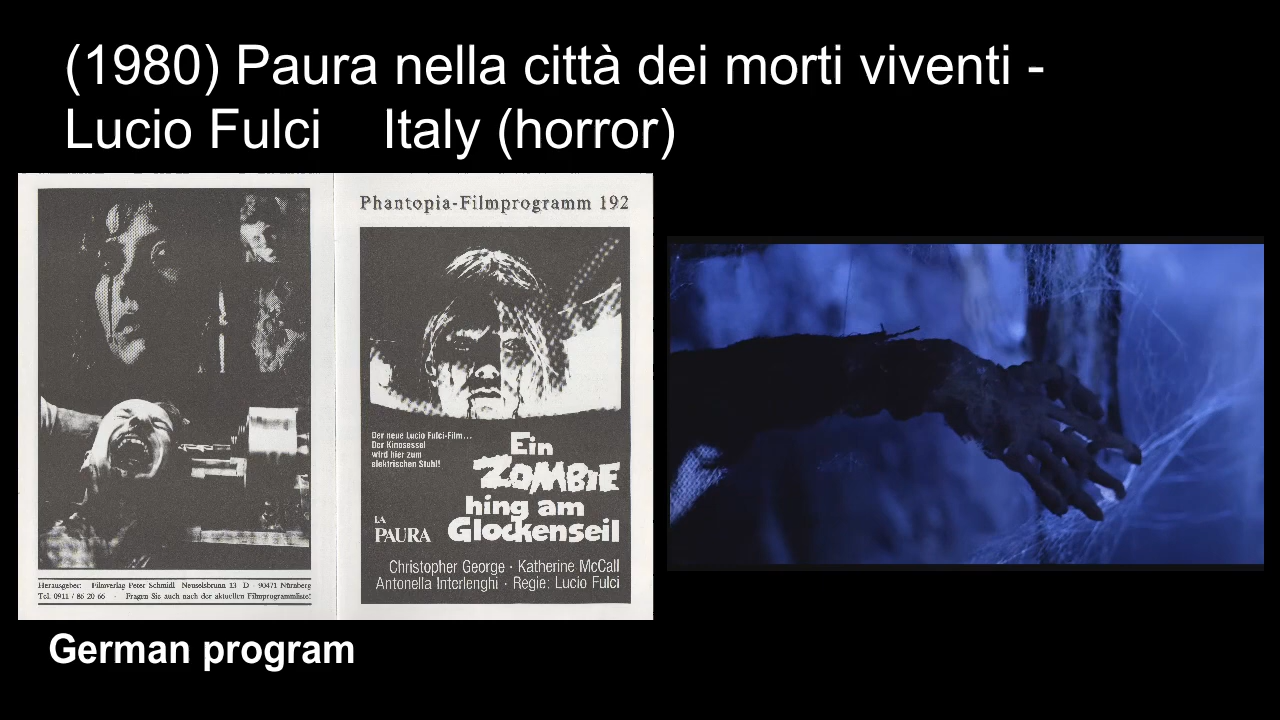 (1980) Paura nella città dei morti viventi -
Lucio Fulci Italy (horror)
Phantopia-Filmprogramm 192
Der neue Lucio Fulci-Film...
Der Kinosessel
wird hier zum
elektrischen Stuhl!
Ein
ZOMBIE
hing am
Glockenseil
LA
PAURA
Christopher George · Katherine McCall
Antonella Interlenghi · Regie: Lucio Fulci
Herausgeber: Filmverlag Peter Schmidl Neuselsbrunn 13 D - 90471 Nürnberg
Tel. 0911 / 86 20 66 - Fragen Sie auch nach der aktuellen Filmprogrammliste!
German program